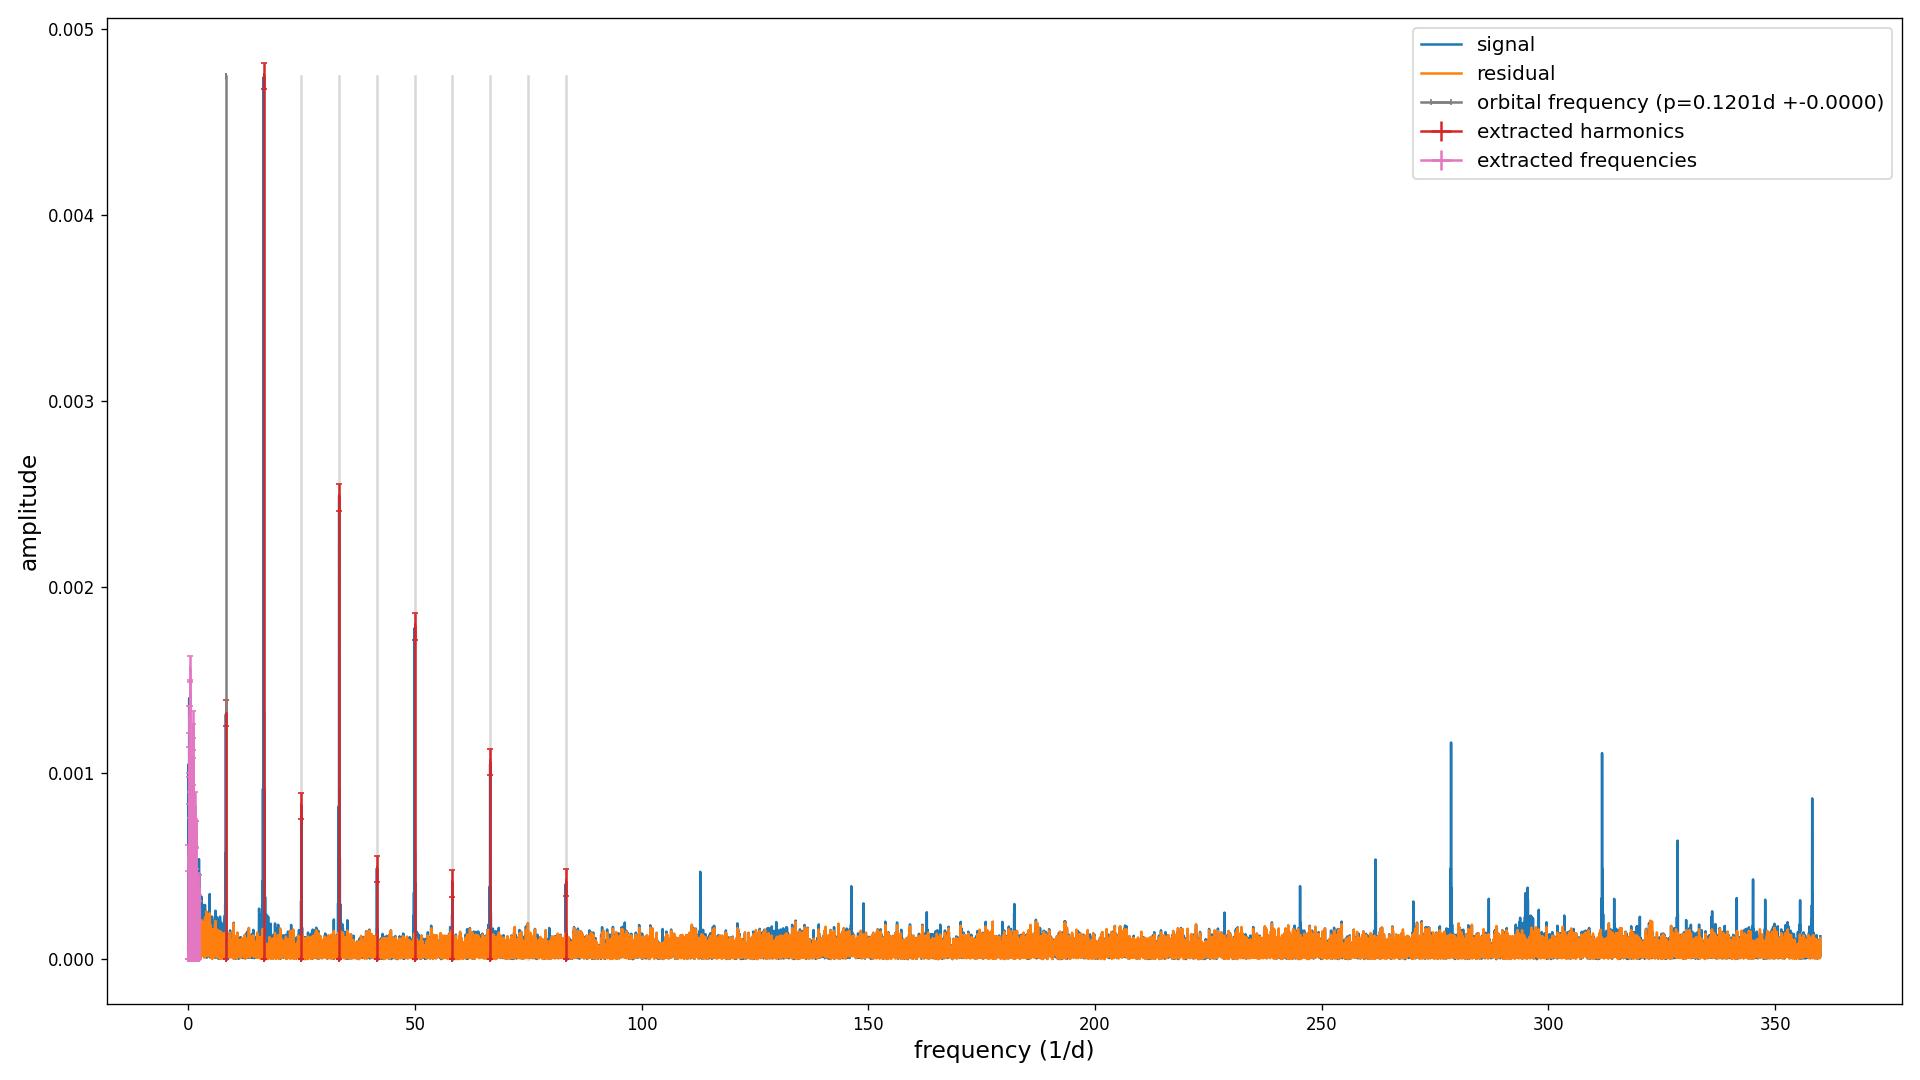 0.005
0.004
0.003
0.002
0.001
0.000
amplitude
0
50
100
150
200
250
300
350
frequency (1/d)
signal
residual
orbital frequency (p=0.1201d +-0.0000)
extracted harmonics
extracted frequencies